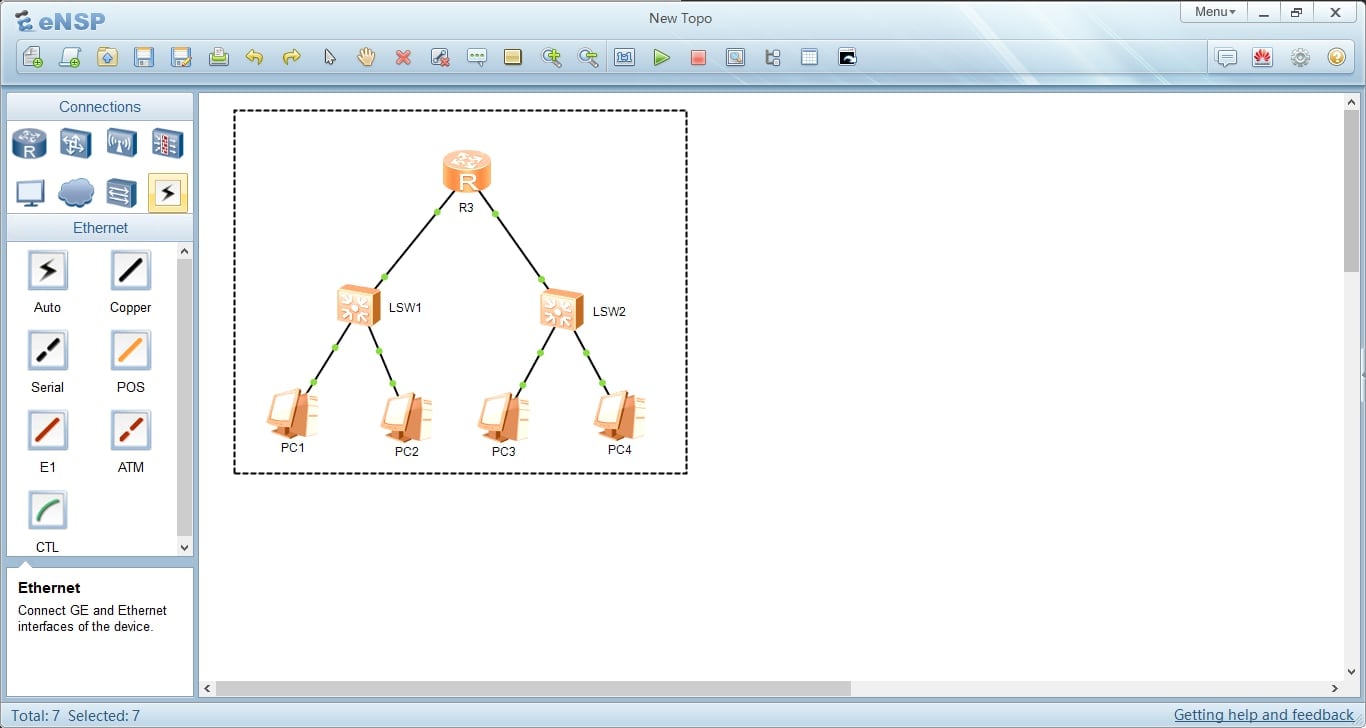 eNSP
New Topo
Menu
Connections
R
Ethernet
Auto
Copper
Serial
POS
E1
ATM
CTL
Ethernet
Connect GE and Ethernet
interfaces of the device.
R
R3
LSW1
LSW2
PC1
PC2
PC3
PC4
Total: 7 Selected: 7
Getting help and feedback